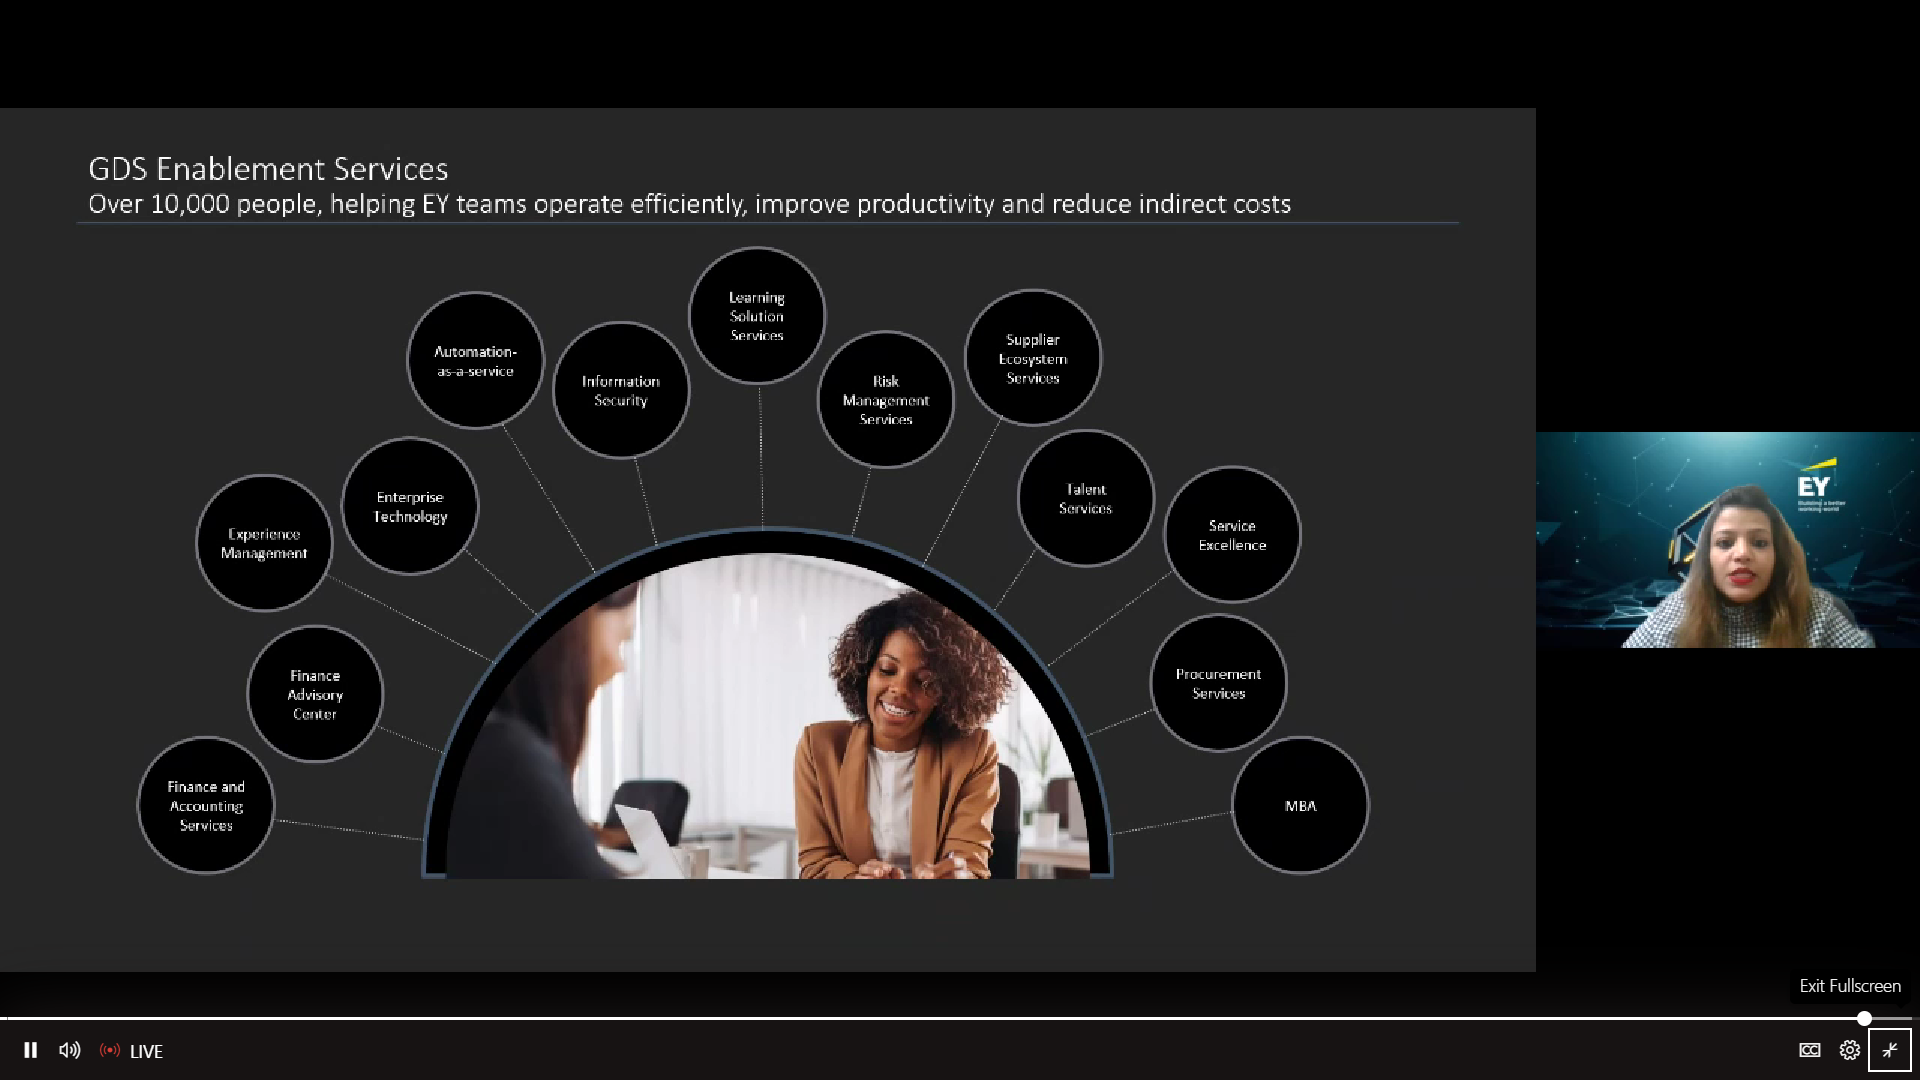 GDS Enablement Services
Over 10,000 people, helping EY teams operate efficiently, improve productivity and reduce indirect costs
Learning
Solution
Services
Automation-
as-a-service
Information
Security
Risk
Management
Services
Supplier
Ecosystem
Services
Experience
Management
Enterprise
Technology
Talent
Services
Service
Excellence
Finance
Advisory
Center
Procurement
Services
Finance and
Accounting
Services
MBA
EY
Building a better
working world
Exit Fullscreen
LIVE
CC